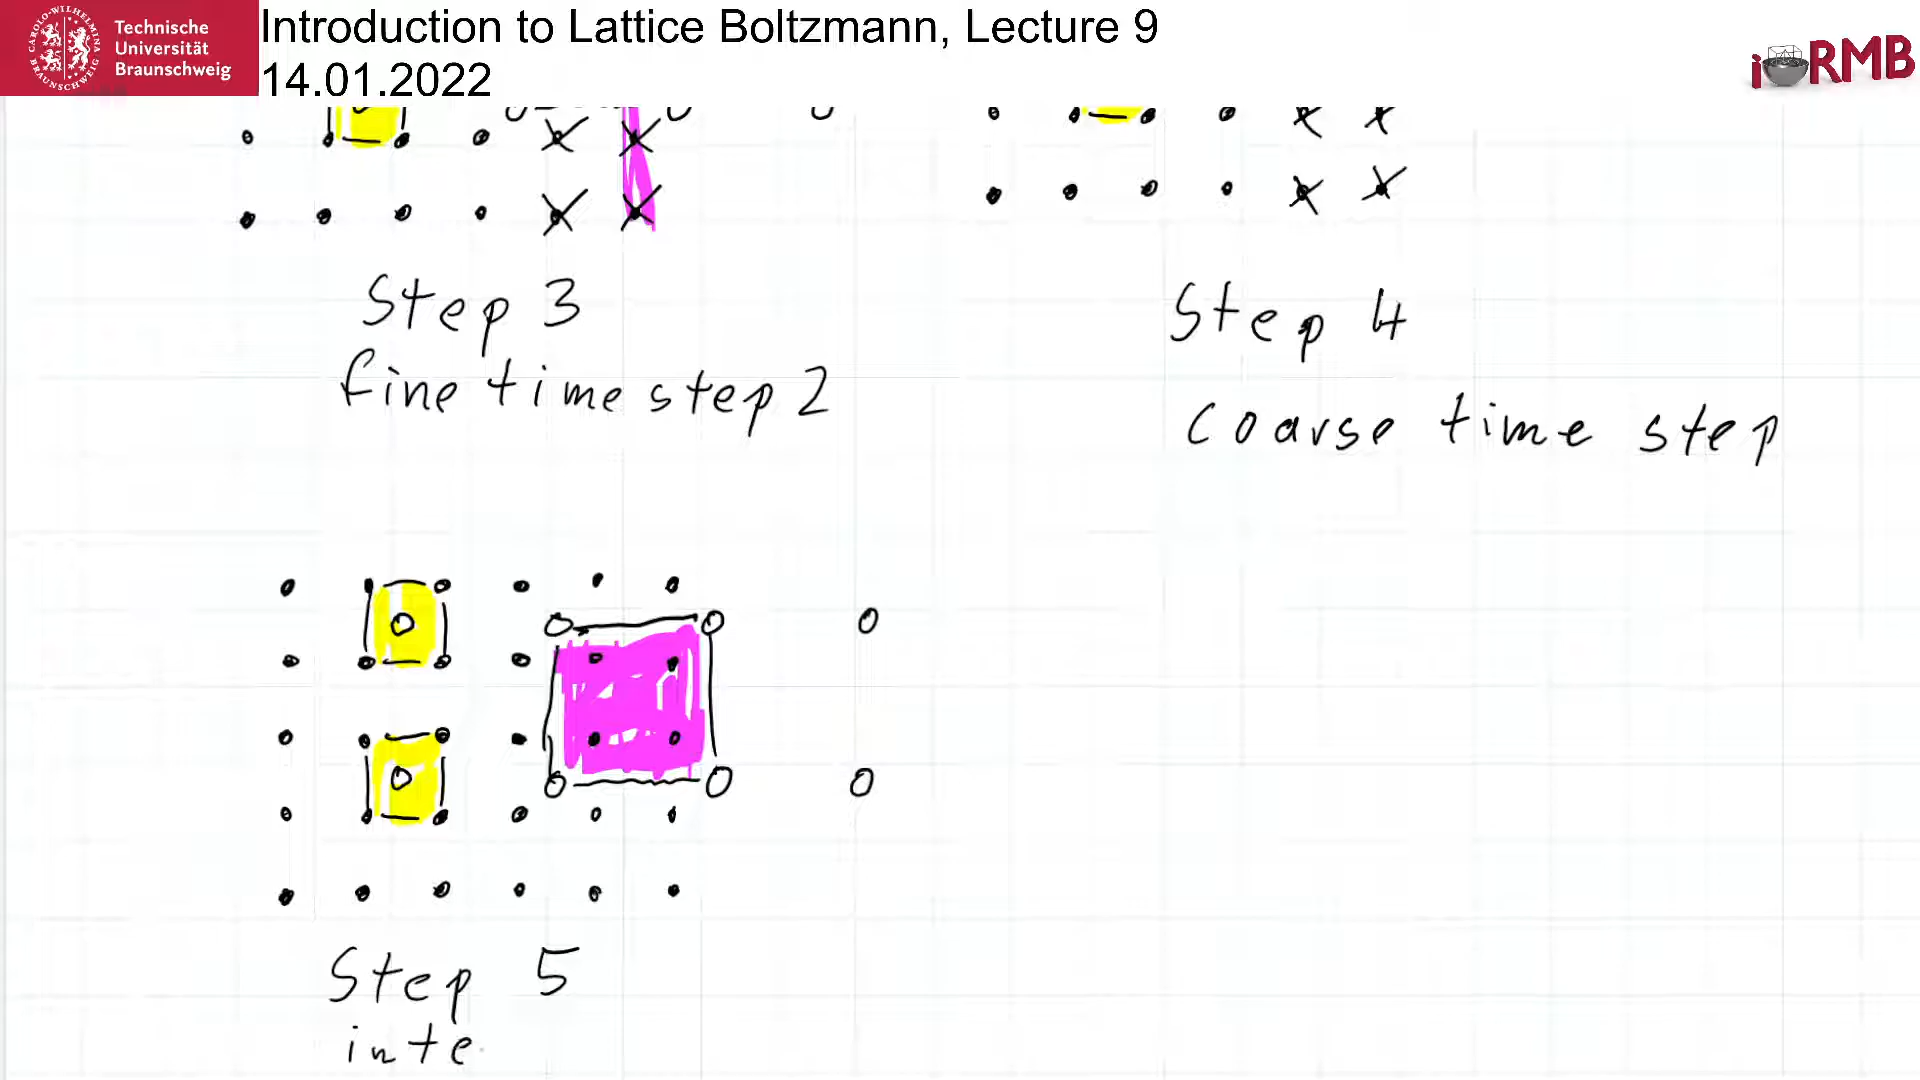 Technische
Universität
Braunschweig
Introduction to Lattice Boltzmann, Lecture 9
14.01.2022
iRMB
Step 3
fine time step 2
Step 4
coarse time step
Step 5
inte